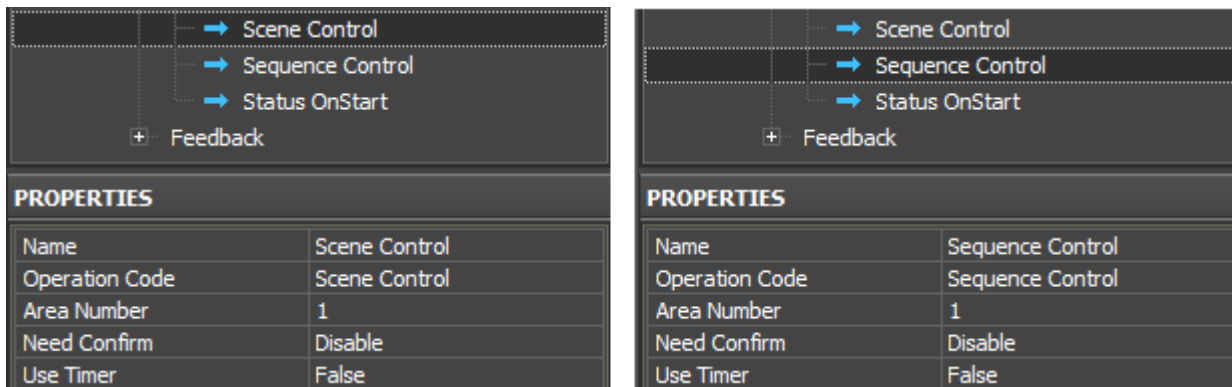 Scene Control
Sequence Control
Status OnStart
Feedback
PROPERTIES
Name Scene Control
Operation Code Scene Control
Area Number 1
Need Confirm Disable
Use Timer False
Scene Control
Sequence Control
Status OnStart
Feedback
PROPERTIES
Name Sequence Control
Operation Code Sequence Control
Area Number 1
Need Confirm Disable
Use Timer False